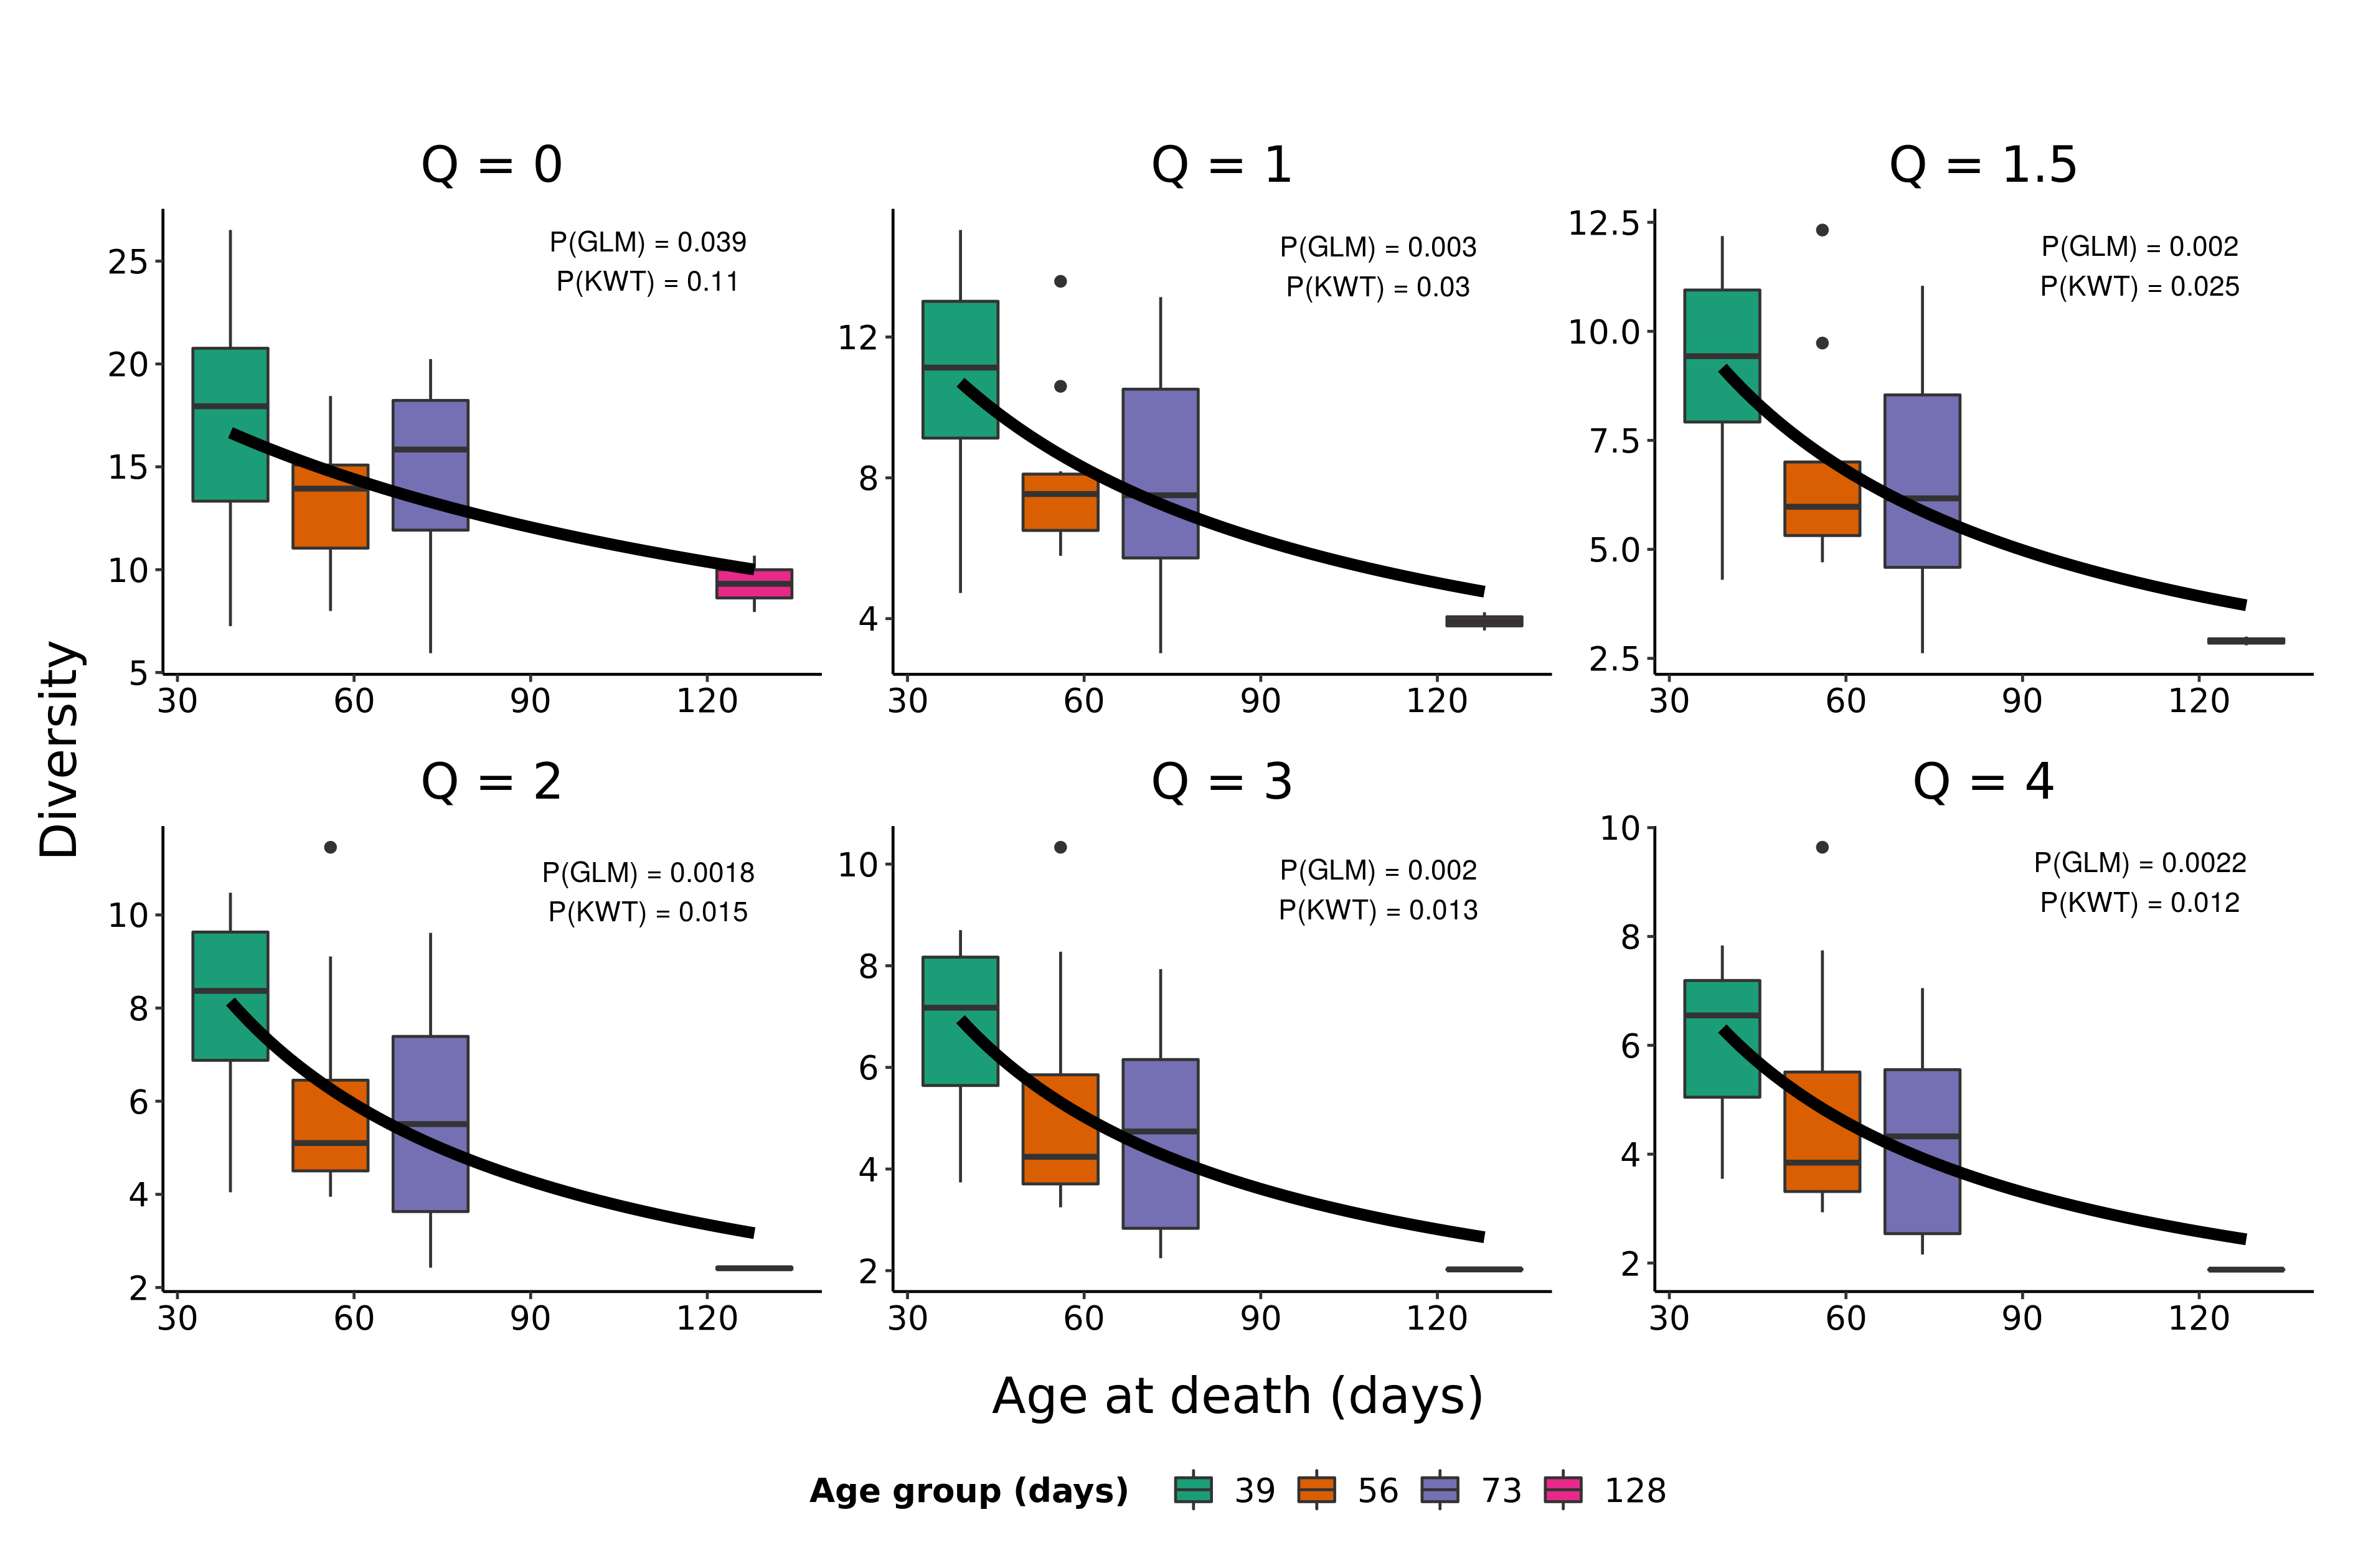 Q = 0
P(GLM) = 0.039
P(KWT) = 0.11
25
20
15
10
5
30 60 90 120
Q = 1
P(GLM) = 0.003
P(KWT) = 0.03
12
8
4
30 60 90 120
Q = 1.5
P(GLM) = 0.002
P(KWT) = 0.025
12.5
10.0
7.5
5.0
2.5
30 60 90 120
Diversity
Q = 2
P(GLM) = 0.0018
P(KWT) = 0.015
10
8
6
4
2
30 60 90 120
Q = 3
P(GLM) = 0.002
P(KWT) = 0.013
10
8
6
4
2
30 60 90 120
Q = 4
P(GLM) = 0.0022
P(KWT) = 0.012
10
8
6
4
2
30 60 90 120
Age at death (days)
Age group (days) 39 56 73 128